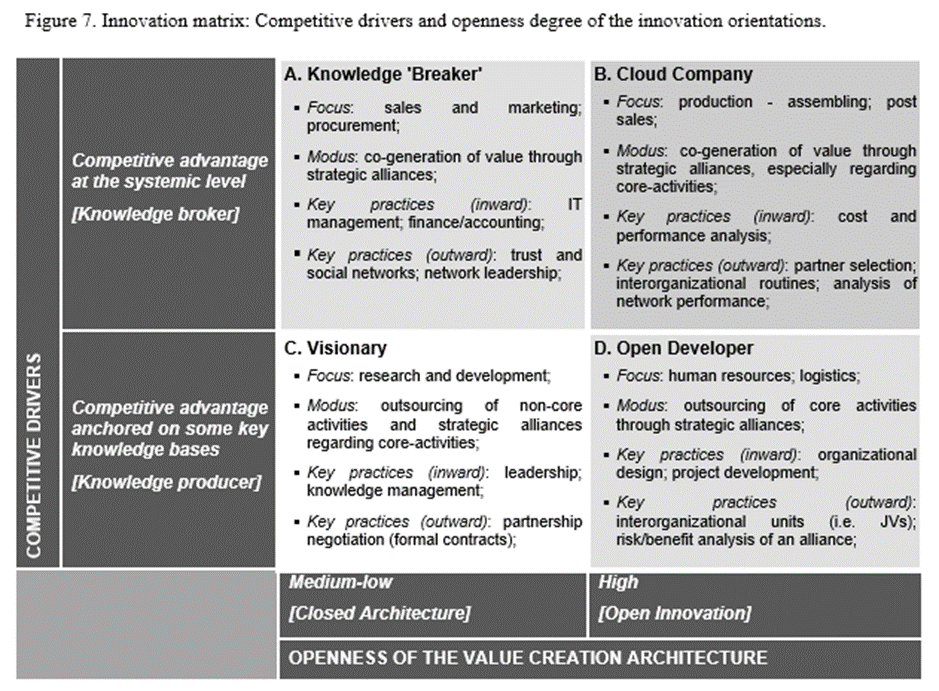 Figure 7. Innovation matrix: Competitive drivers and openness degree of the innovation orientations.
COMPETITIVE DRIVERS
Competitive advantage
at the systemic level
[Knowledge broker]
A. Knowledge 'Breaker'
▪ Focus: sales and marketing;
procurement;
▪ Modus: co-generation of value through
strategic alliances;
▪ Key practices (inward): IT
management; finance/accounting;
▪ Key practices (outward): trust and
social networks; network leadership;
B. Cloud Company
▪ Focus: production - assembling; post
sales;
▪ Modus: co-generation of value through
strategic alliances, especially regarding
core-activities;
▪ Key practices (inward): cost and
performance analysis;
▪ Key practices (outward): partner selection;
interorganizational routines; analysis of
network performance;
Competitive advantage
anchored on some key
knowledge bases
[Knowledge producer]
C. Visionary
▪ Focus: research and development;
▪ Modus: outsourcing of non-core
activities and strategic alliances
regarding core-activities;
▪ Key practices (inward): leadership;
knowledge management;
▪ Key practices (outward): partnership
negotiation (formal contracts);
D. Open Developer
▪ Focus: human resources; logistics;
▪ Modus: outsourcing of core activities
through strategic alliances;
▪ Key practices (inward): organizational
design; project development;
▪ Key practices (outward):
interorganizational units (i.e. JVs);
risk/benefit analysis of an alliance;
Medium-low
[Closed Architecture]
High
[Open Innovation]
OPENNESS OF THE VALUE CREATION ARCHITECTURE